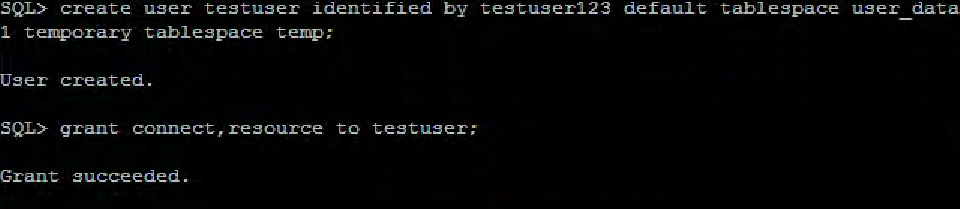 SQL> create user testuser identified by testuser123 default tablespace user_data
1 temporary tablespace temp;
User created.
SQL> grant connect,resource to testuser;
Grant succeeded.